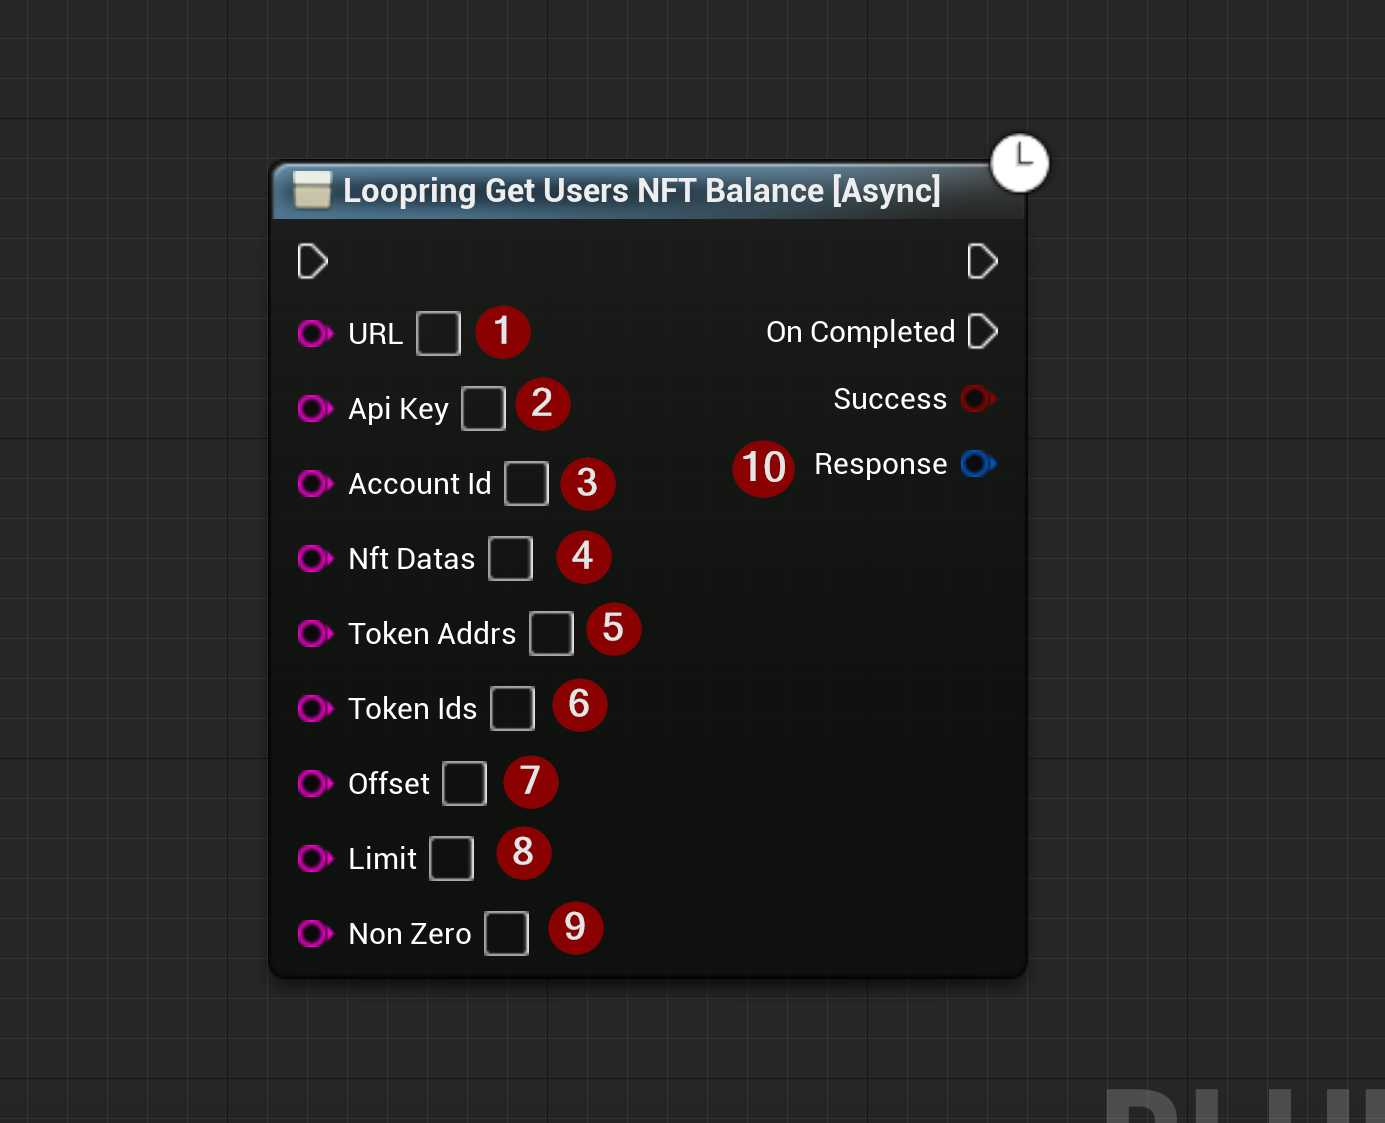 Loopring Get Users NFT Balance [Async]
URL 1 On Completed
Api Key 2 Success
Account Id 3 10 Response
Nft Datas 4
Token Addrs 5
Token Ids 6
Offset 7
Limit 8
Non Zero 9